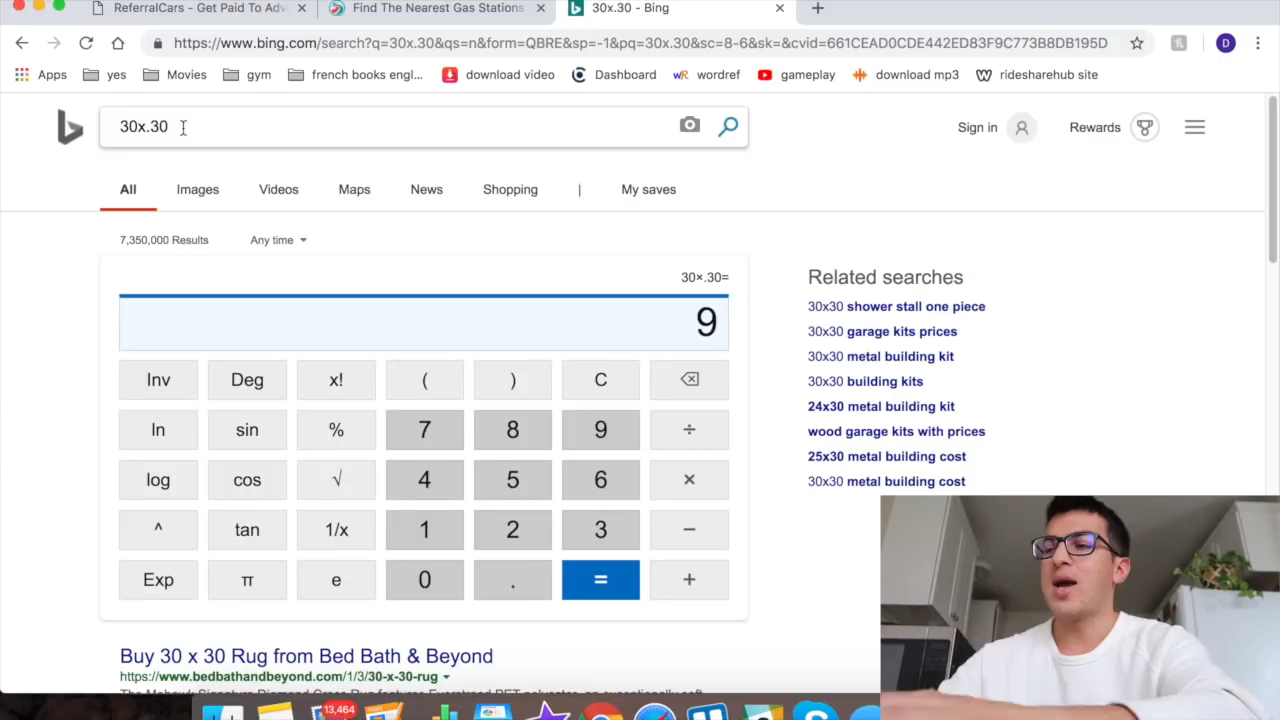 ReferralCars - Get Paid To Adve
Find The Nearest Gas Stations
30x.30 - Bing
https://www.bing.com/search?q=30x.30&qs=n&form=QBRE&sp=-1&pq=30x.30&sc=8-6&sk=&cvid=661CEAD0CDE442ED83F9C773B8DB195D
D
Apps yes Movies gym french books engl... download video Dashboard wordref gameplay download mp3 ridesharehub site
30x.30
Sign in Rewards
All Images Videos Maps News Shopping | My saves
7,350,000 Results Any time
30×.30=
9
Inv Deg x! ( ) C
ln sin % 7 8 9 ÷
log cos √ 4 5 6 ×
^ tan 1/x 1 2 3 −
Exp π e 0 . = +
Related searches
30x30 shower stall one piece
30x30 garage kits prices
30x30 metal building kit
30x30 building kits
24x30 metal building kit
wood garage kits with prices
25x30 metal building cost
30x30 metal building cost
Buy 30 x 30 Rug from Bed Bath & Beyond
https://www.bedbathandbeyond.com/1/3/30-x-30-rug
13,464